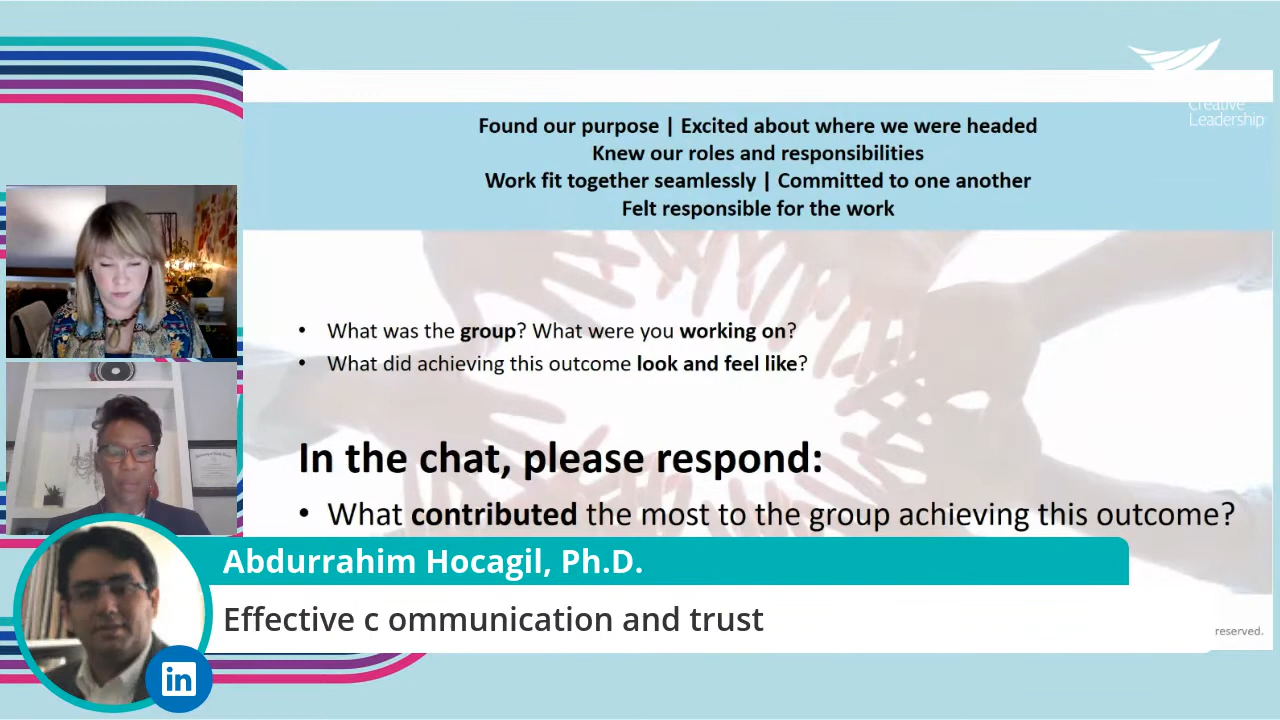 Creative
Leadership
Found our purpose | Excited about where we were headed
Knew our roles and responsibilities
Work fit together seamlessly | Committed to one another
Felt responsible for the work
• What was the group? What were you working on?
• What did achieving this outcome look and feel like?
In the chat, please respond:
• What contributed the most to the group achieving this outcome?
Abdurrahim Hocagil, Ph.D.
Effective c ommunication and trust
reserved.
in